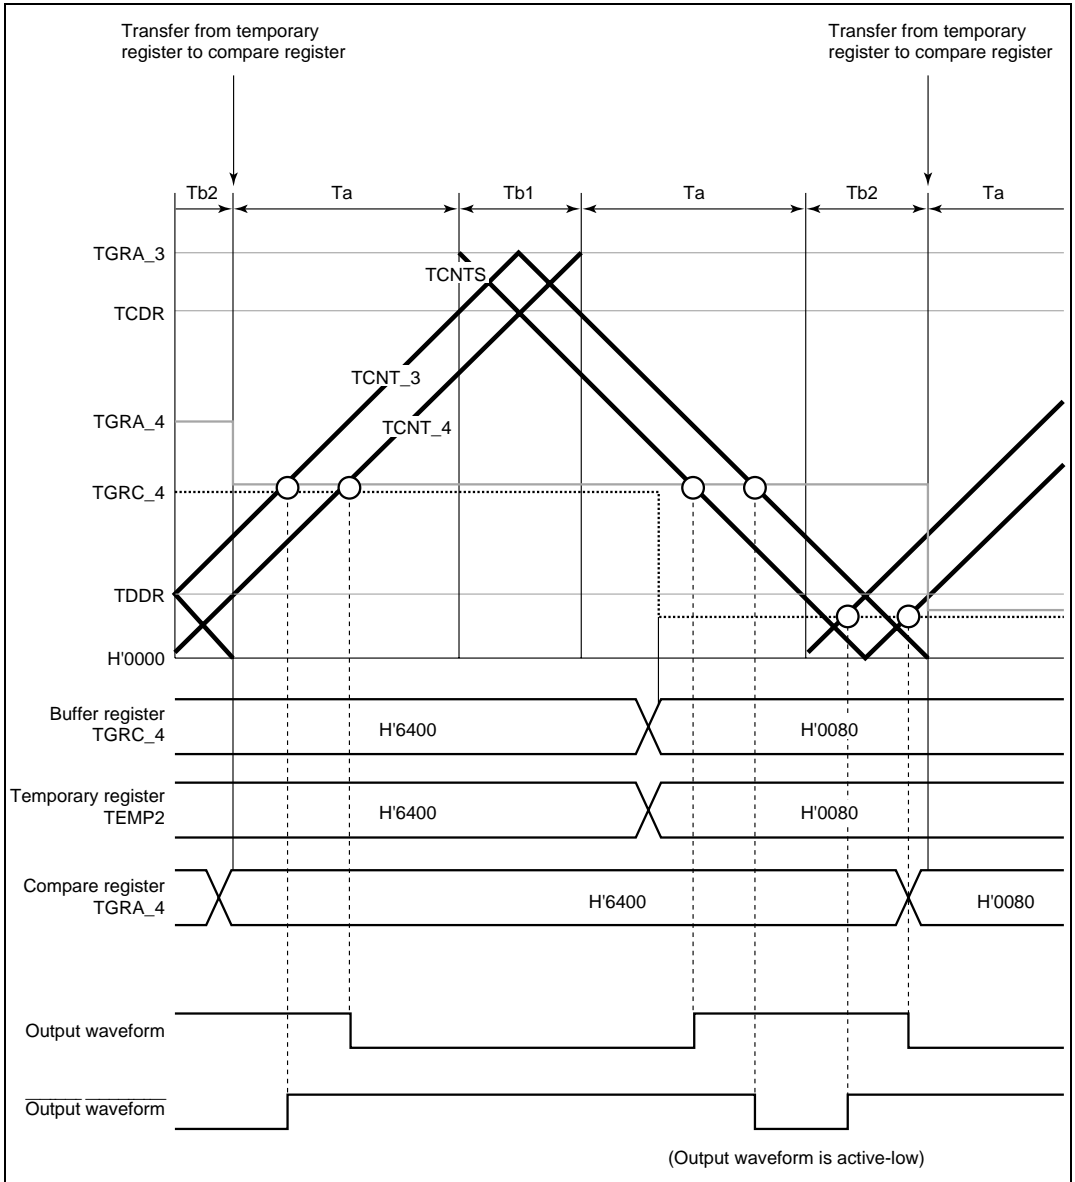 Transfer from temporary
register to compare register
Transfer from temporary
register to compare register
Tb2
Ta
Tb1
Ta
Tb2
Ta
TGRA_3
TCNTS
TCDR
TCNT_3
TGRA_4
TCNT_4
TGRC_4
TDDR
H'0000
Buffer register
TGRC_4
H'6400
H'0080
Temporary register
TEMP2
H'6400
H'0080
Compare register
TGRA_4
H'6400
H'0080
Output waveform
Output waveform
(Output waveform is active-low)